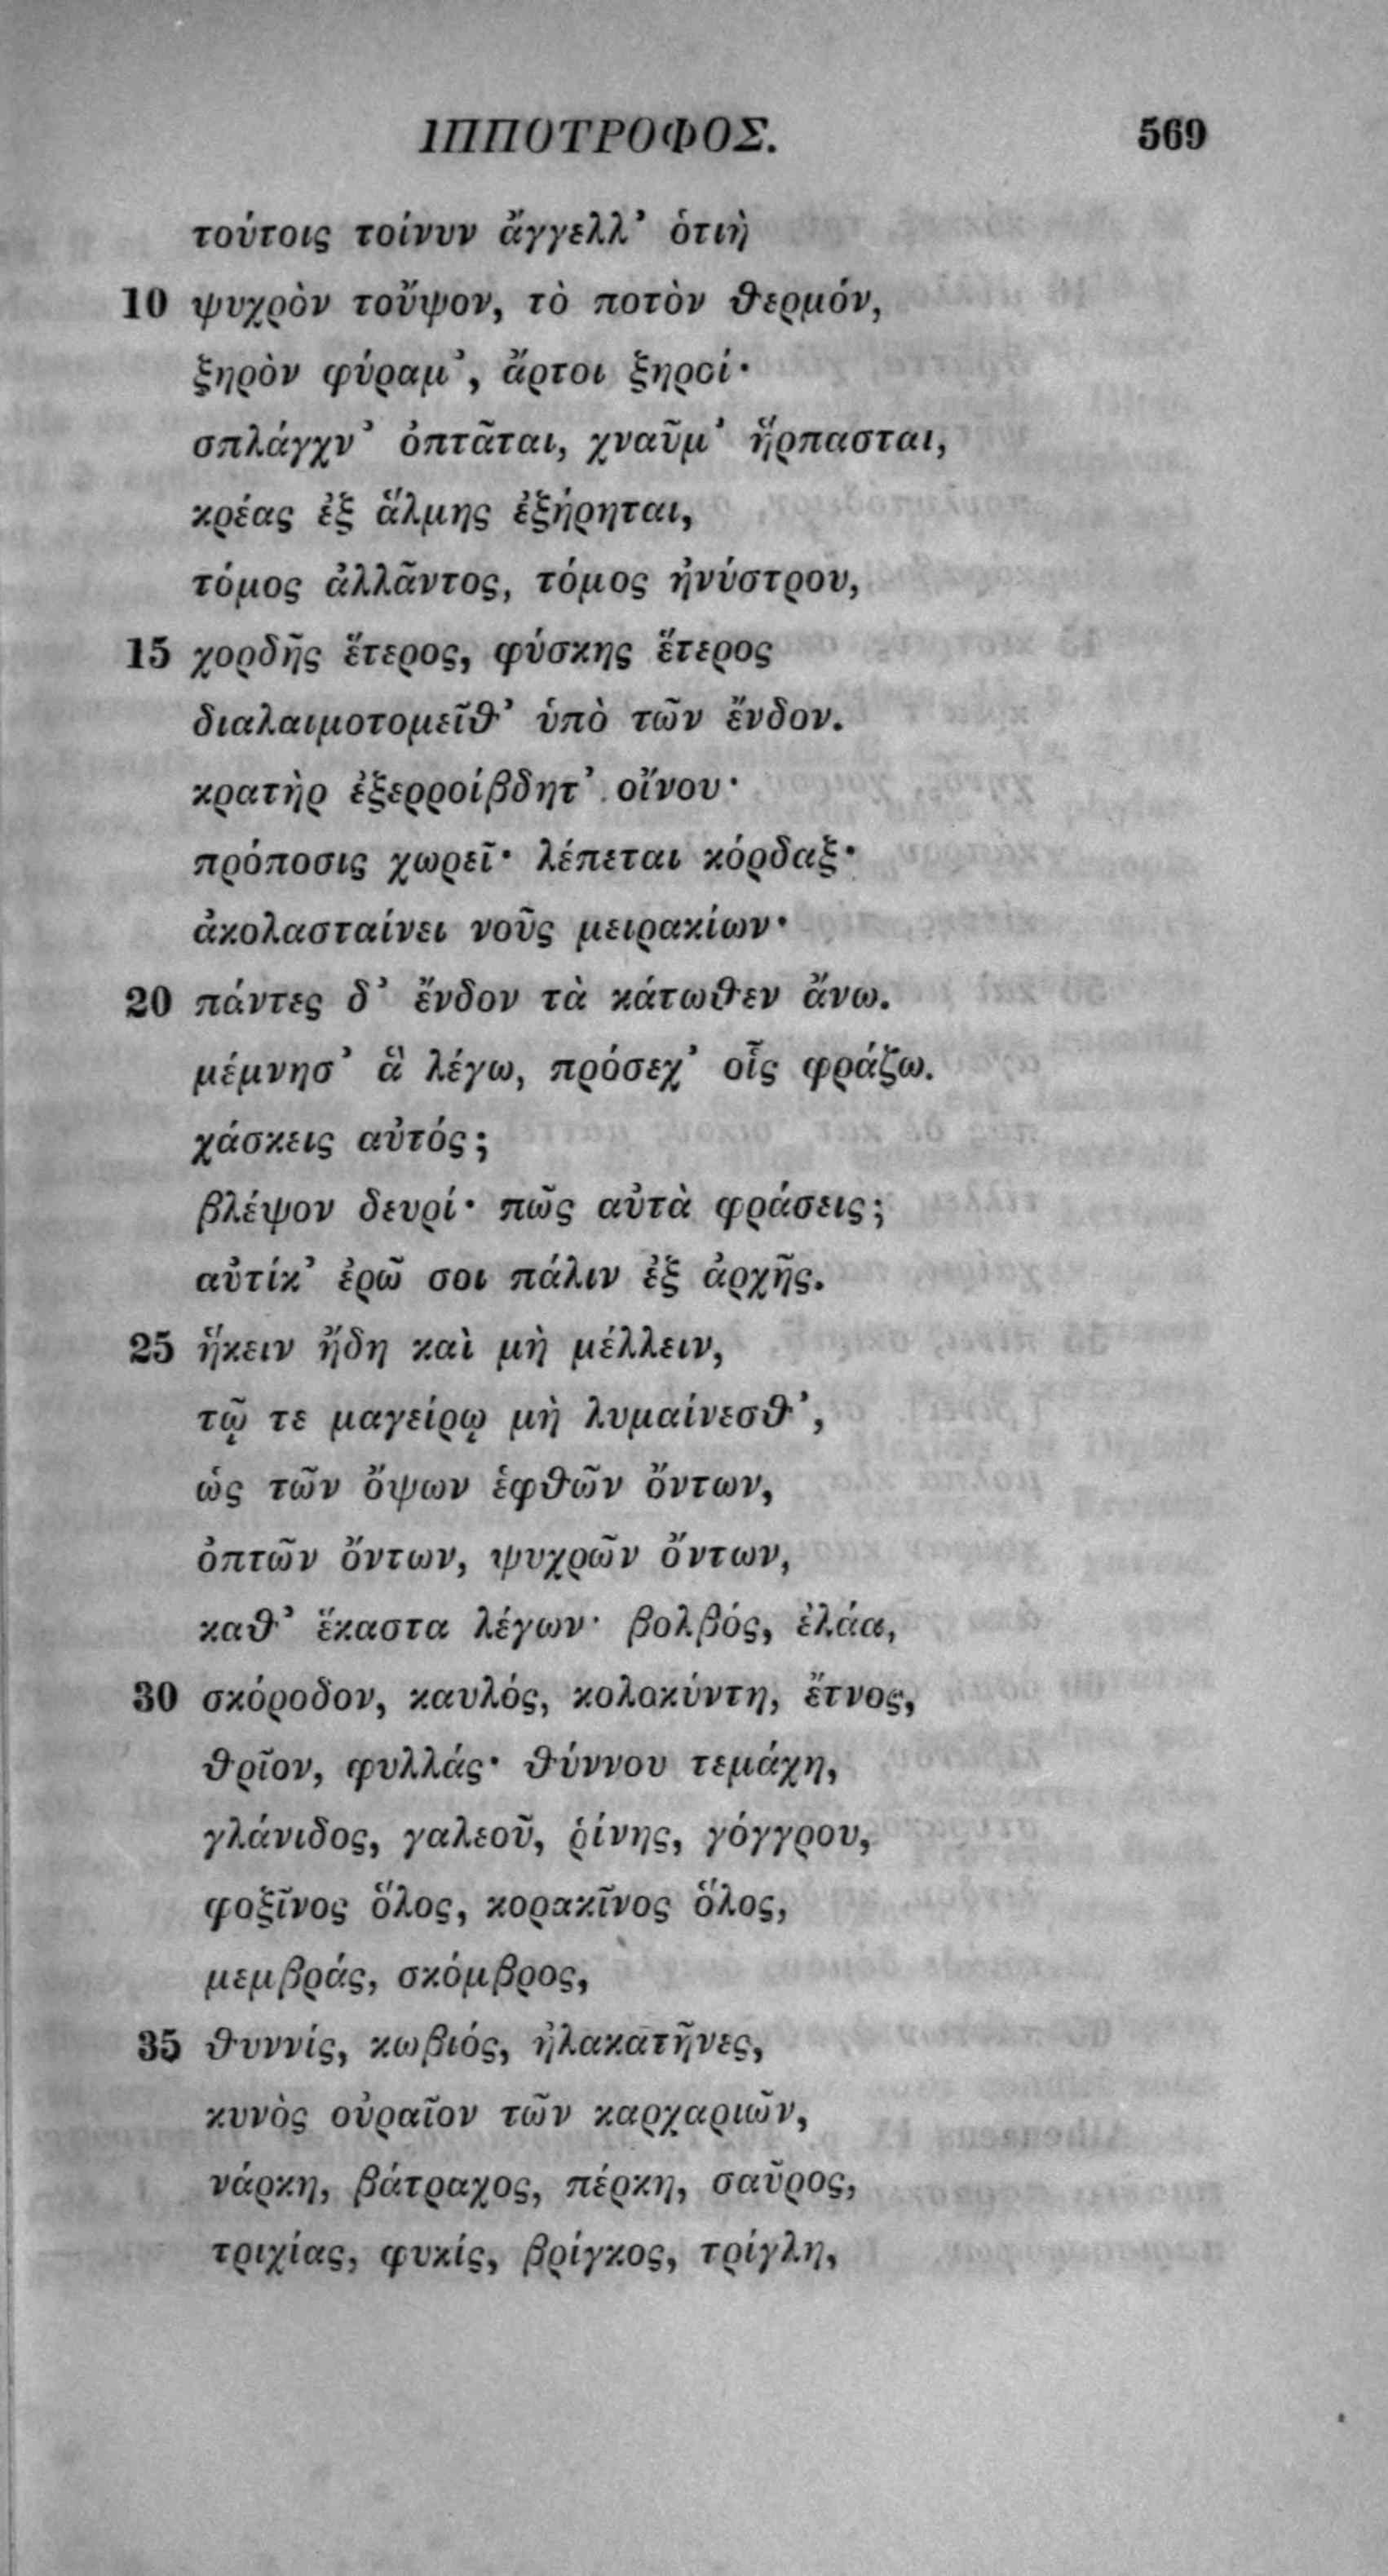 ΙΠΠΟΤΡΟΦΟΣ. 569
τούτοις τοίνυν ἄγγελλ’ ὁτιὴ
10 ψυχρὸν τοὔψον, τὸ ποτὸν θερμόν,
ξηρὸν φύραμ’, ἄρτοι ξηροί·
σπλάγχν’ ὀπτᾶται, χναῦμ’ ἥρπασται,
κρέας ἐξ ἅλμης ἐξῄρηται,
τόμος ἀλλᾶντος, τόμος ἠνύστρου,
15 χορδῆς ἕτερος, φύσκης ἕτερος
διαλαιμοτομεῖθ’ ὑπὸ τῶν ἔνδον.
κρατὴρ ἐξερροίβδητ’ οἴνου·
πρόποσις χωρεῖ· λέπεται κόρδαξ·
ἀκολασταίνει νοῦς μειρακίων·
20 πάντες δ’ ἔνδον τὰ κάτωθεν ἄνω.
μέμνησ’ ἃ λέγω, πρόσεχ’ οἷς φράζω.
χάσκεις αὐτός;
βλέψον δευρί· πῶς αὐτὰ φράσεις;
αὐτίκ’ ἐρῶ σοι πάλιν ἐξ ἀρχῆς.
25 ἥκειν ἤδη καὶ μὴ μέλλειν,
τῷ τε μαγείρῳ μὴ λυμαίνεσθ’,
ὡς τῶν ὄψων ἑφθῶν ὄντων,
ὀπτῶν ὄντων, ψυχρῶν ὄντων,
καθ’ ἕκαστα λέγων· βολβός, ἐλάα,
30 σκόροδον, καυλός, κολοκύντη, ἔτνος,
θρῖον, φυλλάς· θύννου τεμάχη,
γλάνιδος, γαλεοῦ, ῥίνης, γόγγρου,
φοξῖνος ὅλος, κορακῖνος ὅλος,
μεμβράς, σκόμβρος,
35 θυννίς, κωβιός, ἠλακατῆνες,
κυνὸς οὐραῖον τῶν καρχαριῶν,
νάρκη, βάτραχος, πέρκη, σαῦρος,
τριχίας, φυκίς, βρίγκος, τρίγλη,